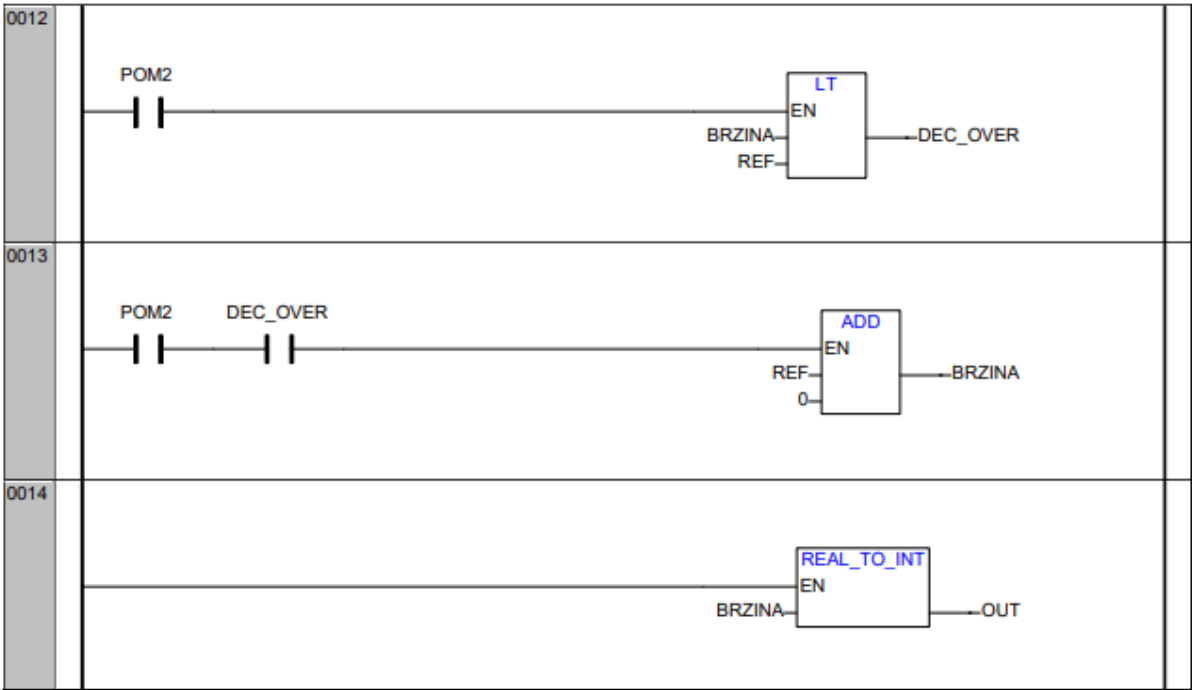 0012
POM2
LT
EN
BRZINA
DEC_OVER
REF
0013
POM2 DEC_OVER
ADD
EN
REF
BRZINA
0
0014
REAL_TO_INT
EN
BRZINA
OUT